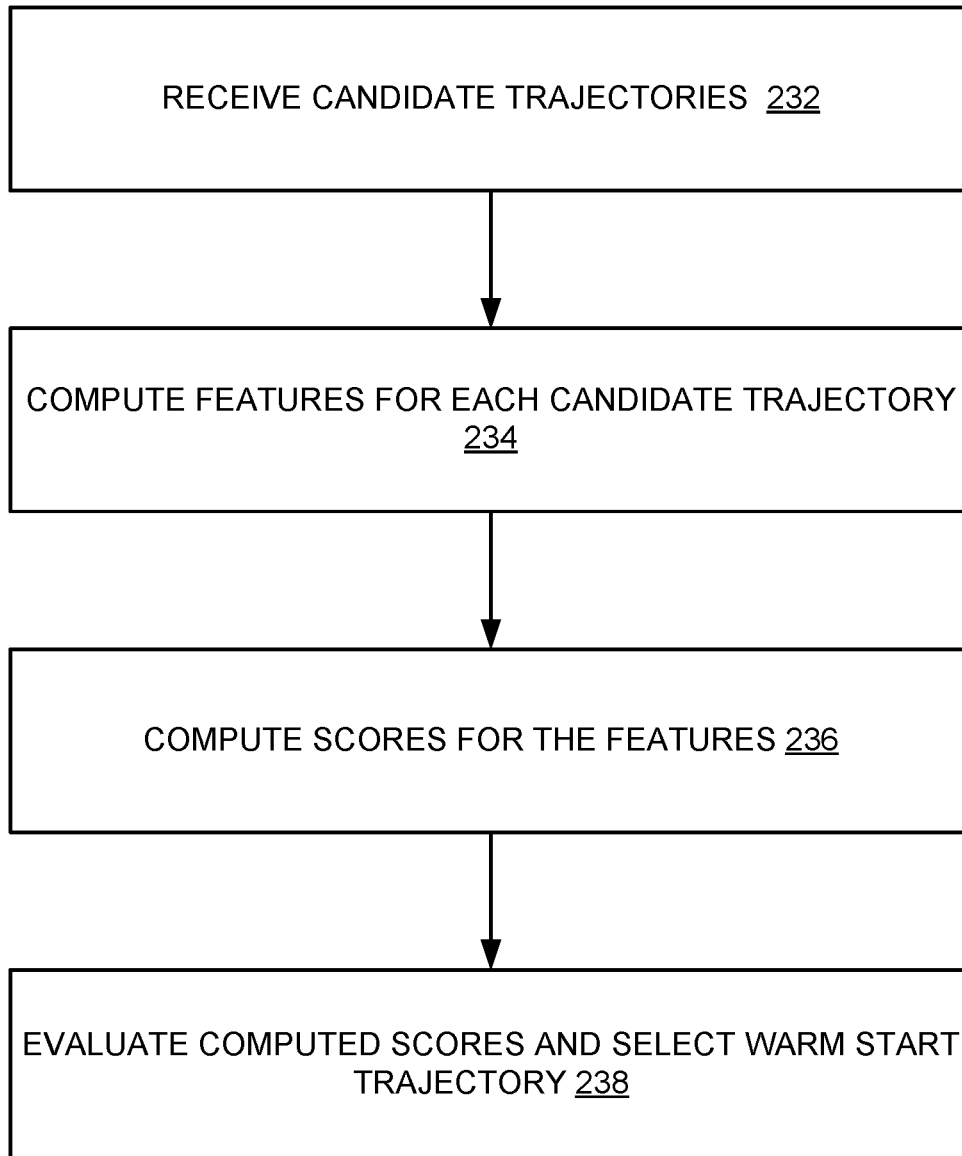 RECEIVE CANDIDATE TRAJECTORIES 232
COMPUTE FEATURES FOR EACH CANDIDATE TRAJECTORY
234
COMPUTE SCORES FOR THE FEATURES 236
EVALUATE COMPUTED SCORES AND SELECT WARM START
TRAJECTORY 238